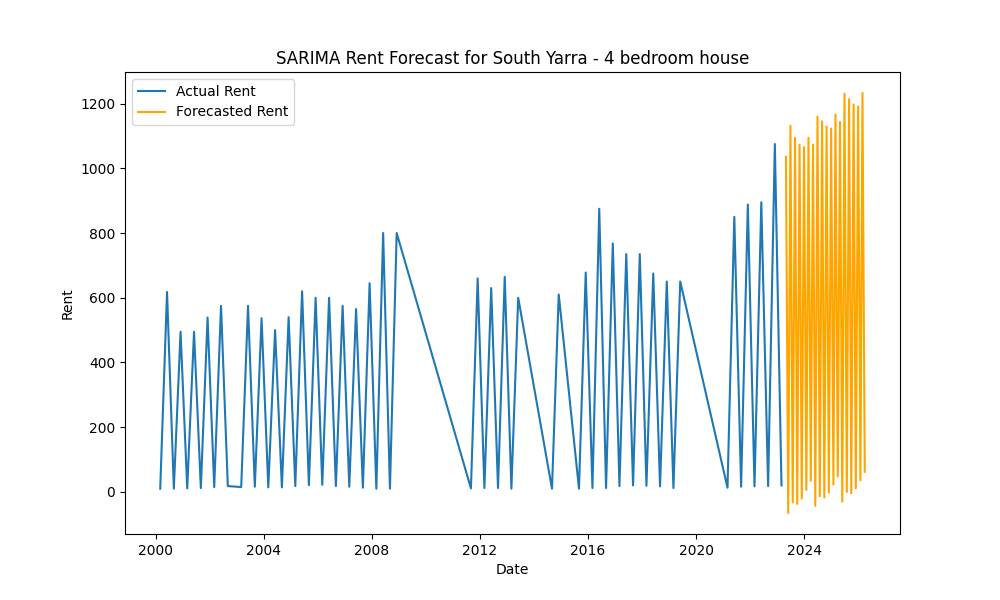 SARIMA Rent Forecast for South Yarra - 4 bedroom house
Actual Rent
Forecasted Rent
1200
1000
800
600
400
200
0
Rent
2000 2004 2008 2012 2016 2020 2024
Date